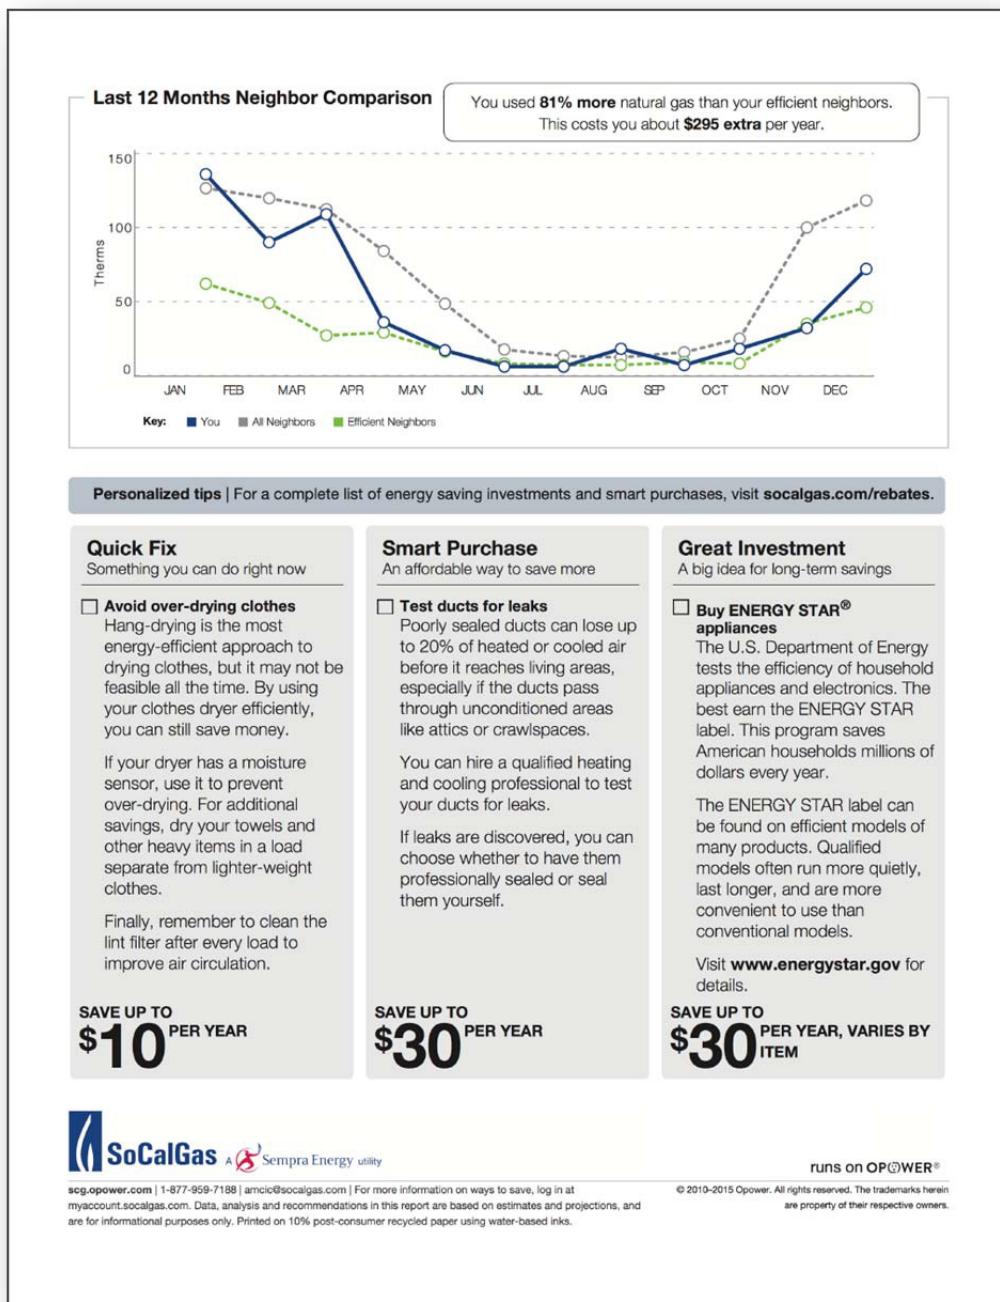 Last 12 Months Neighbor Comparison
You used 81% more natural gas than your efficient neighbors.
This costs you about $295 extra per year.
Therms
150
100
50
0
JAN FEB MAR APR MAY JUN JUL AUG SEP OCT NOV DEC
Key: You All Neighbors Efficient Neighbors
Personalized tips | For a complete list of energy saving investments and smart purchases, visit socalgas.com/rebates.
Quick Fix
Something you can do right now
Avoid over-drying clothes
Hang-drying is the most
energy-efficient approach to
drying clothes, but it may not be
feasible all the time. By using
your clothes dryer efficiently,
you can still save money.
If your dryer has a moisture
sensor, use it to prevent
over-drying. For additional
savings, dry your towels and
other heavy items in a load
separate from lighter-weight
clothes.
Finally, remember to clean the
lint filter after every load to
improve air circulation.
SAVE UP TO
$10 PER YEAR
Smart Purchase
An affordable way to save more
Test ducts for leaks
Poorly sealed ducts can lose up
to 20% of heated or cooled air
before it reaches living areas,
especially if the ducts pass
through unconditioned areas
like attics or crawlspaces.
You can hire a qualified heating
and cooling professional to test
your ducts for leaks.
If leaks are discovered, you can
choose whether to have them
professionally sealed or seal
them yourself.
SAVE UP TO
$30 PER YEAR
Great Investment
A big idea for long-term savings
Buy ENERGY STAR®
appliances
The U.S. Department of Energy
tests the efficiency of household
appliances and electronics. The
best earn the ENERGY STAR
label. This program saves
American households millions of
dollars every year.
The ENERGY STAR label can
be found on efficient models of
many products. Qualified
models often run more quietly,
last longer, and are more
convenient to use than
conventional models.
Visit www.energystar.gov for
details.
SAVE UP TO
$30 PER YEAR, VARIES BY
ITEM
SoCalGas A Sempra Energy utility
runs on OPOWER®
scg.opower.com | 1-877-959-7188 | amcic@socalgas.com | For more information on ways to save, log in at
myaccount.socalgas.com. Data, analysis and recommendations in this report are based on estimates and projections, and
are for informational purposes only. Printed on 10% post-consumer recycled paper using water-based inks.
© 2010–2015 Opower. All rights reserved. The trademarks herein
are property of their respective owners.